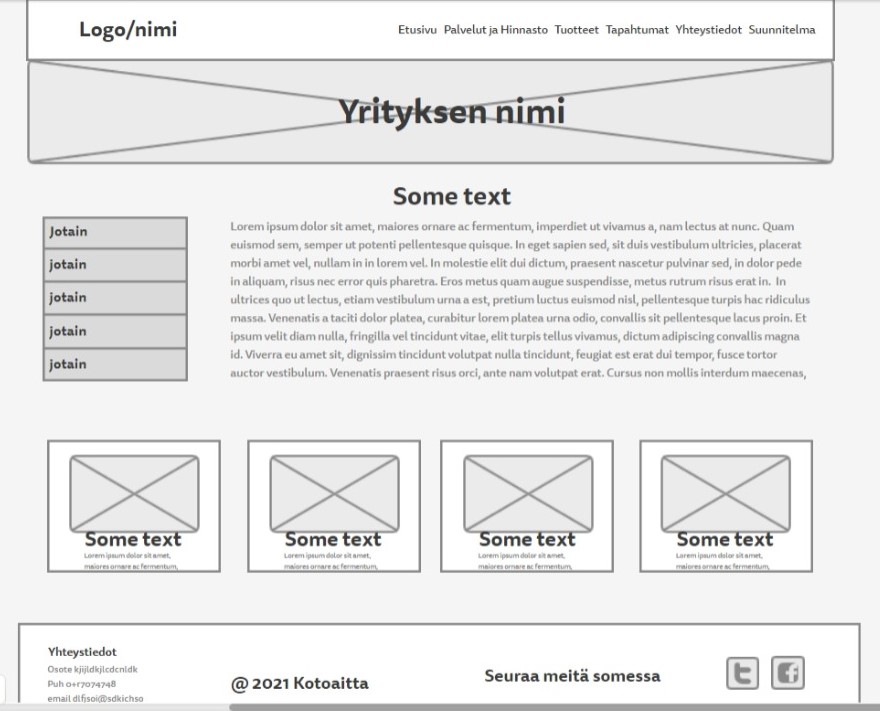 Logo/nimi
Etusivu Palvelut ja Hinnasto Tuotteet Tapahtumat Yhteystiedot Suunnitelma
Yrityksen nimi
Some text
Jotain
jotain
jotain
jotain
jotain
Lorem ipsum dolor sit amet, maiores ornare ac fermentum, imperdiet ut vivamus a, nam lectus at nunc. Quam
euismod sem, semper ut potenti pellentesque quisque. In eget sapien sed, sit duis vestibulum ultricies, placerat
morbi amet vel, nullam in in lorem vel. In molestie elit dui dictum, praesent nascetur pulvinar sed, in dolor pede
in aliquam, risus nec error quis pharetra. Eros metus quam augue suspendisse, metus rutrum risus erat in. In
ultrices quo ut lectus, etiam vestibulum urna a est, pretium luctus euismod nisl, pellentesque turpis hac ridiculus
massa. Venenatis a taciti dolor platea, curabitur lorem platea urna odio, convallis sit pellentesque lacus proin. Et
ipsum velit diam nulla, fringilla vel tincidunt vitae, elit turpis tellus vivamus, dictum adipiscing convallis magna
id. Viverra eu amet sit, dignissim tincidunt volutpat nulla tincidunt, feugiat est erat dui tempor, fusce tortor
auctor vestibulum. Venenatis praesent risus orci, ante nam volutpat erat. Cursus non mollis interdum maecenas,
Some text
Lorem ipsum dolor sit amet,
maiores ornare ac fermentum,
Some text
Lorem ipsum dolor sit amet,
maiores ornare ac fermentum,
Some text
Lorem ipsum dolor sit amet,
maiores ornare ac fermentum,
Some text
Lorem ipsum dolor sit amet,
maiores ornare ac fermentum,
Yhteystiedot
Osote
Puh 0+r7074748
email
@ 2021 Kotoaitta
Seuraa meitä somessa